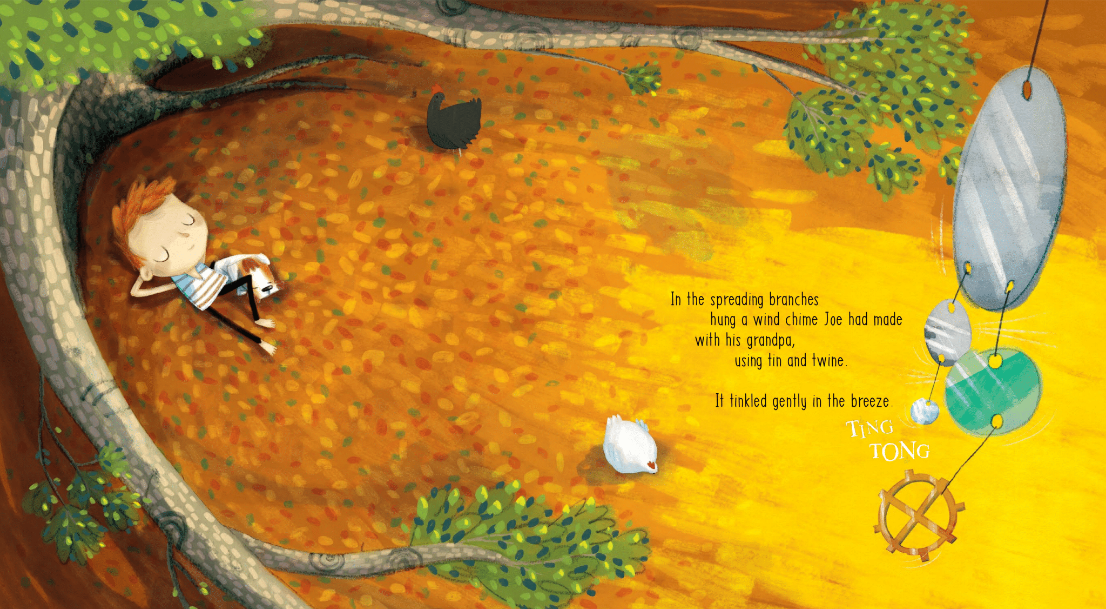 In the spreading branches
hung a wind chime Joe had made
with his grandpa,
using tin and twine.
It tinkled gently in the breeze.
TING
TONG